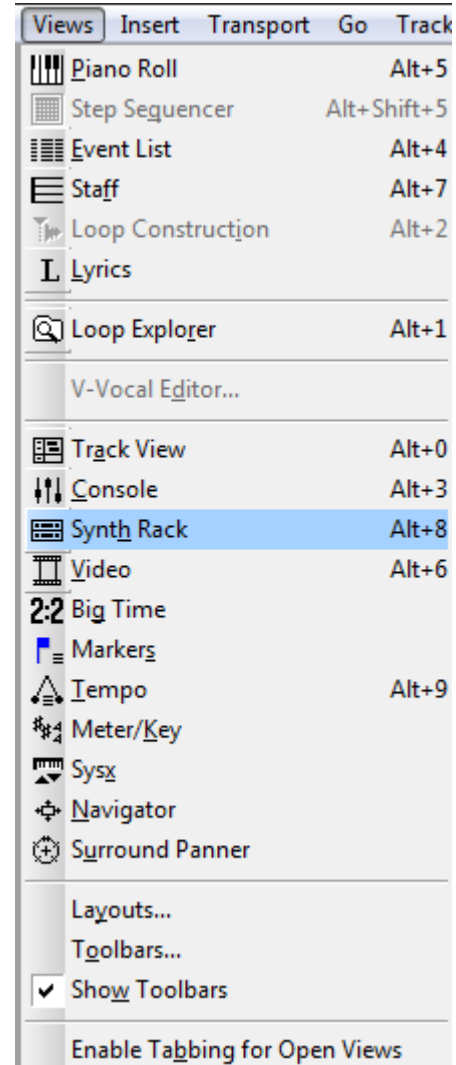 Views Insert Transport Go Track
Piano Roll Alt+5
Step Sequencer Alt+Shift+5
Event List Alt+4
Staff Alt+7
Loop Construction Alt+2
L Lyrics
Loop Explorer Alt+1
V-Vocal Editor...
Track View Alt+0
Console Alt+3
Synth Rack Alt+8
Video Alt+6
2:2 Big Time
Markers
Tempo Alt+9
Meter/Key
Sysx
Navigator
Surround Panner
Layouts...
Toolbars...
Show Toolbars
Enable Tabbing for Open Views